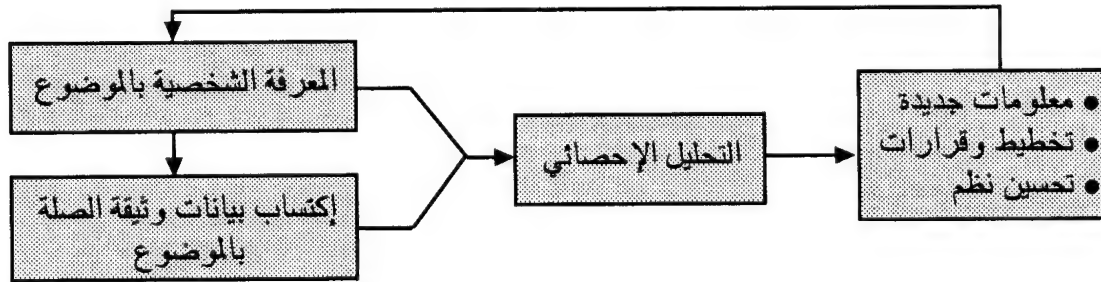 المعرفة الشخصية بالموضوع
إكتساب بيانات وثيقة الصلة
بالموضوع
التحليل الإحصائي
● معلومات جديدة
● تخطيط وقرارات
● تحسين نظم